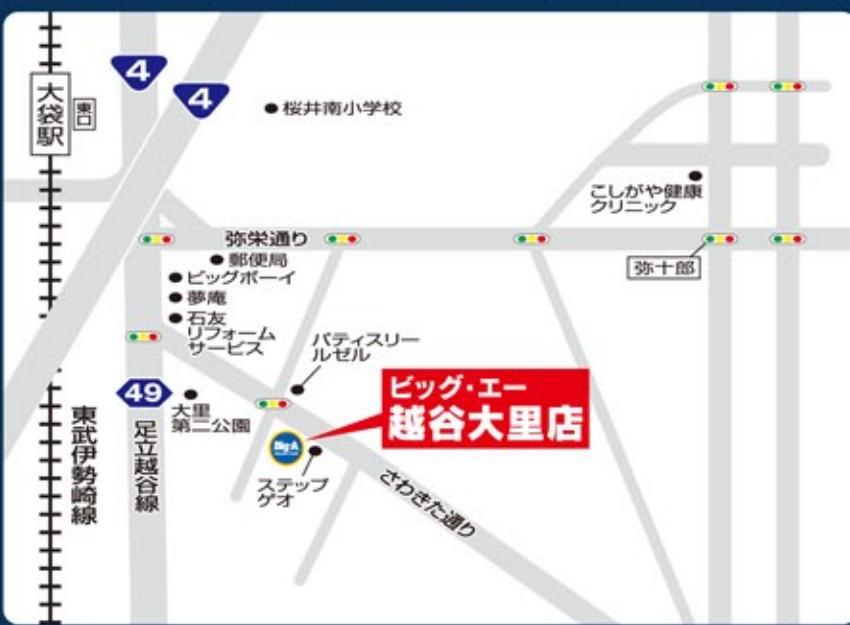 4
4
大袋駅
東口
桜井南小学校
こしがや健康
クリニック
弥栄通り
弥十郎
郵便局
ビッグボーイ
夢庵
石友
リフォーム
サービス
パティスリー
ルゼル
ビッグ・エー
越谷大里店
49
大里
第二公園
東武伊勢崎線
足立越谷線
Big-A
ステップ
ゲオ
さわきた通り